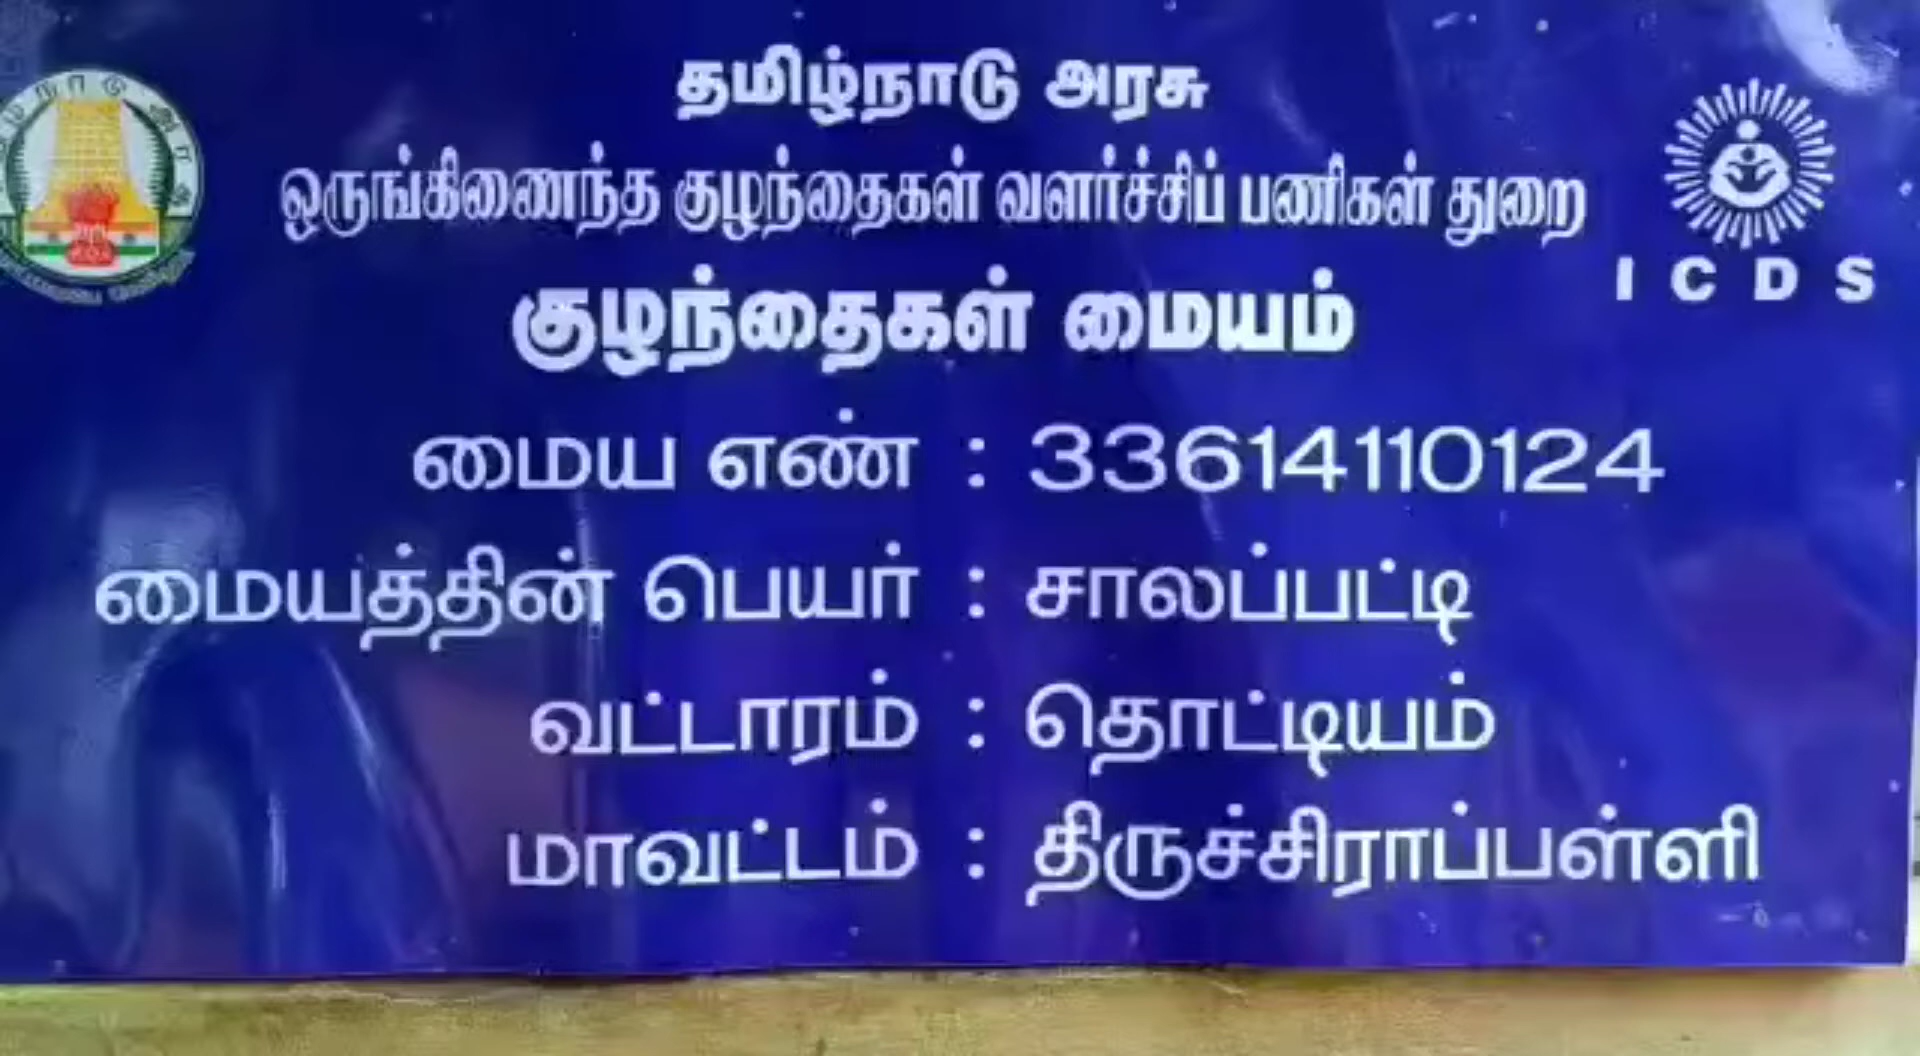 தமிழ்நாடு அரசு
ஒருங்கிணைந்த குழந்தைகள் வளர்ச்சிப் பணிகள் துறை
I C D S
குழந்தைகள் மையம்
மைய எண் : 33614110124
மையத்தின் பெயர் : சாலப்பட்டி
வட்டாரம் : தொட்டியம்
மாவட்டம் : திருச்சிராப்பள்ளி